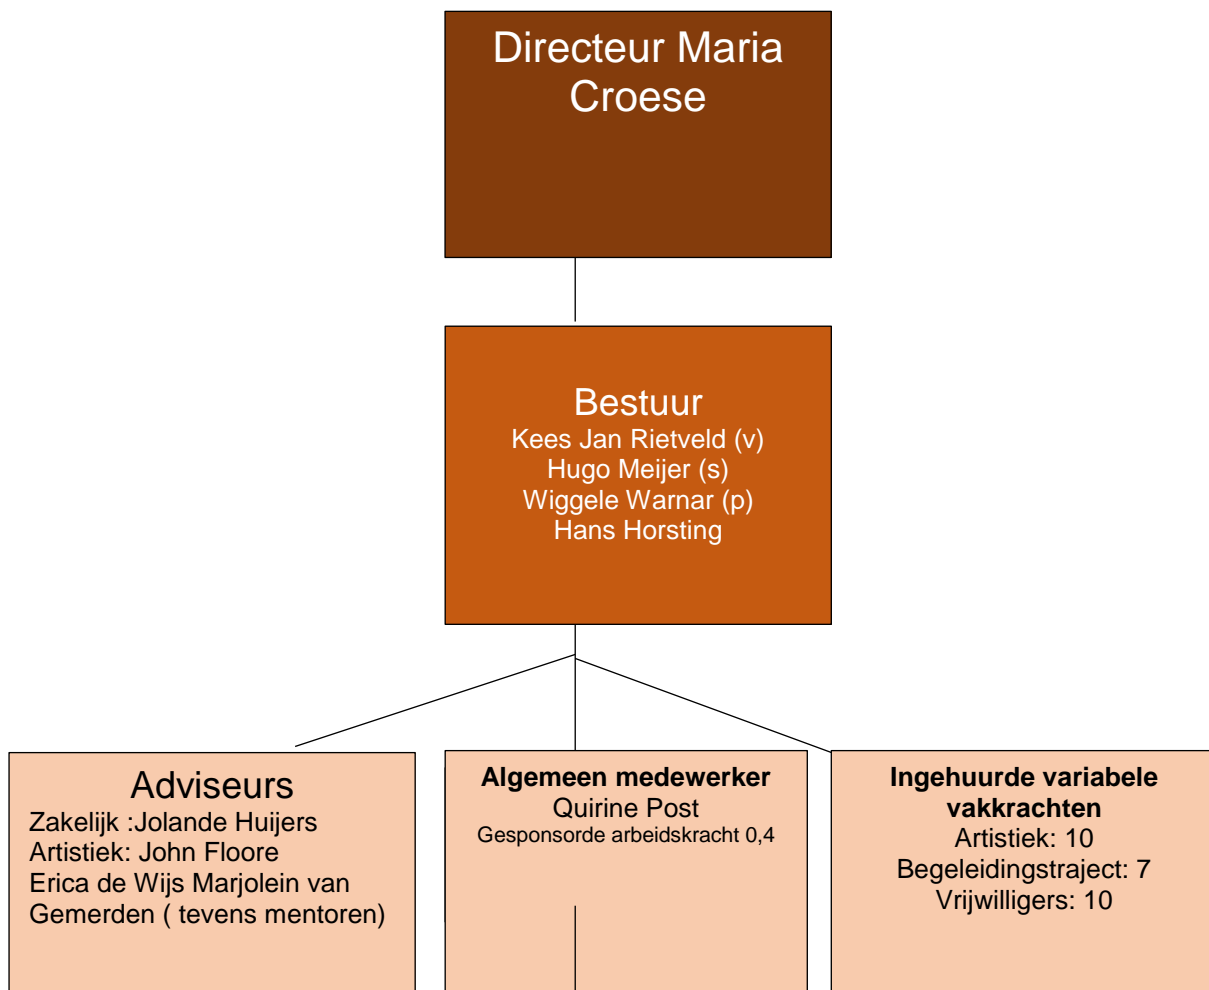 Directeur Maria
Croese
Bestuur
Kees Jan Rietveld (v)
Hugo Meijer (s)
Wiggele Warnar (p)
Hans Horsting
Adviseurs
Zakelijk :Jolande Huijers
Artistiek: John Floore
Erica de Wijs Marjolein van
Gemerden ( tevens mentoren)
Algemeen medewerker
Quirine Post
Gesponsorde arbeidskracht 0,4
Ingehuurde variabele
vakkrachten
Artistiek: 10
Begeleidingstraject: 7
Vrijwilligers: 10